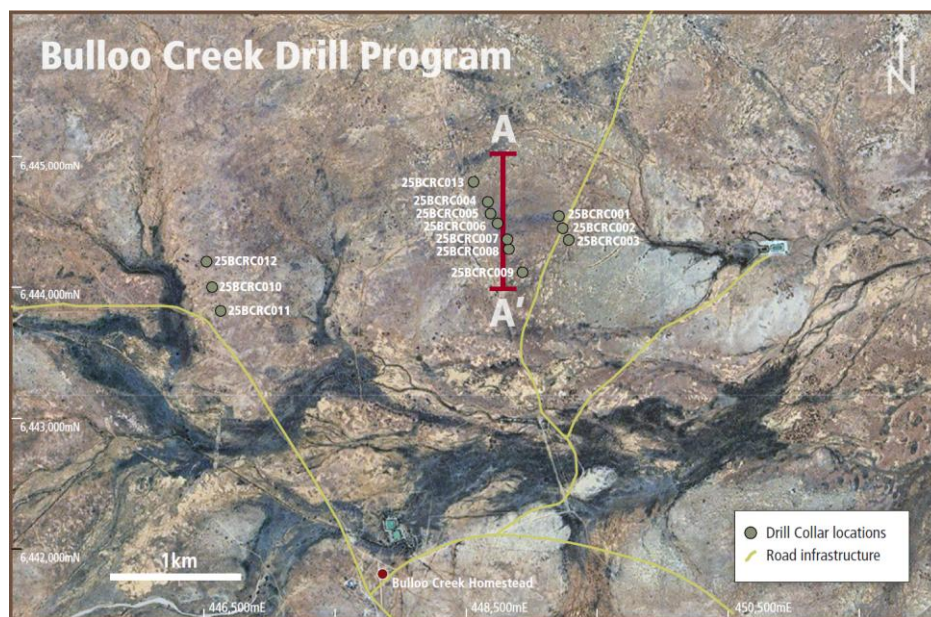 Bulloo Creek Drill Program
N
6,445,000mN
A
25BCRC013
25BCRC004
25BCRC005
25BCRC006
25BCRC007
25BCRC008
25BCRC009
25BCRC001
25BCRC002
25BCRC003
A'
25BCRC012
25BCRC010
25BCRC011
6,444,000mN
6,443,000mN
6,442,000mN
1km
Bulloo Creek Homestead
446,500mE
448,500mE
450,500mE
Drill Collar locations
Road infrastructure